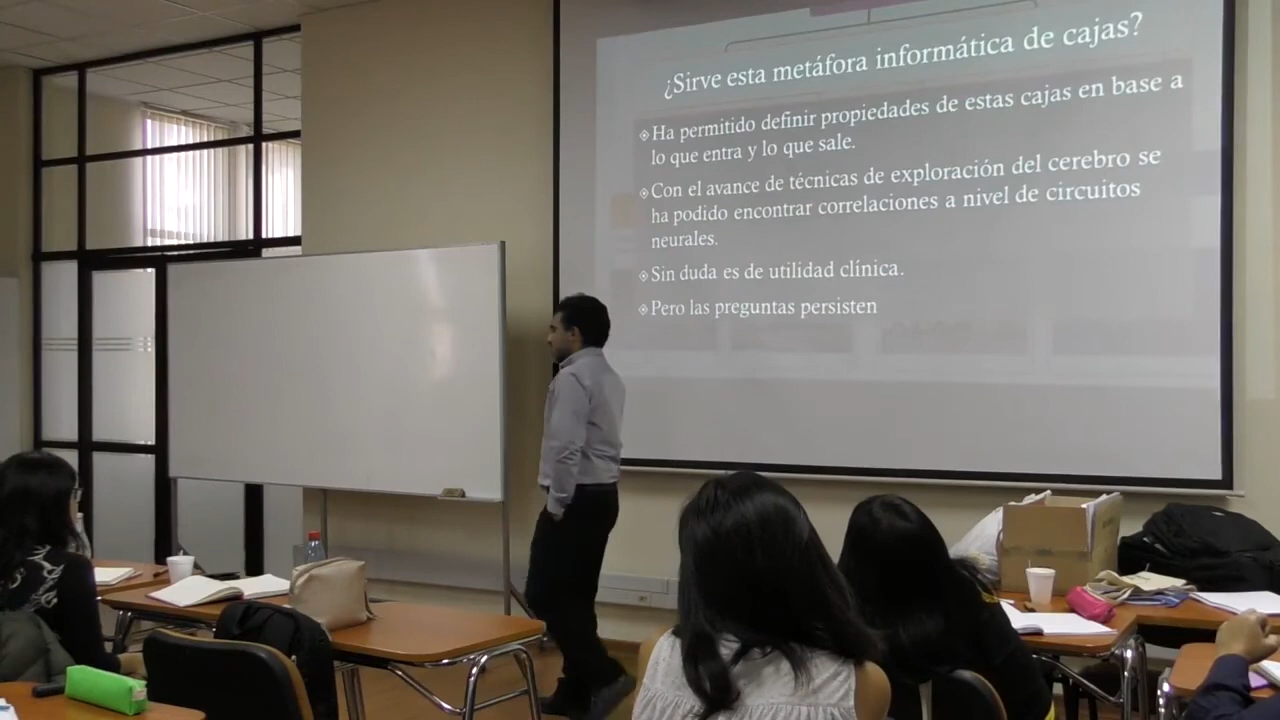 ¿Sirve esta metáfora informática de cajas?
Ha permitido definir propiedades de estas cajas en base a
lo que entra y lo que sale.
Con el avance de técnicas de exploración del cerebro se
ha podido encontrar correlaciones a nivel de circuitos
neurales.
Sin duda es de utilidad clínica.
Pero las preguntas persisten